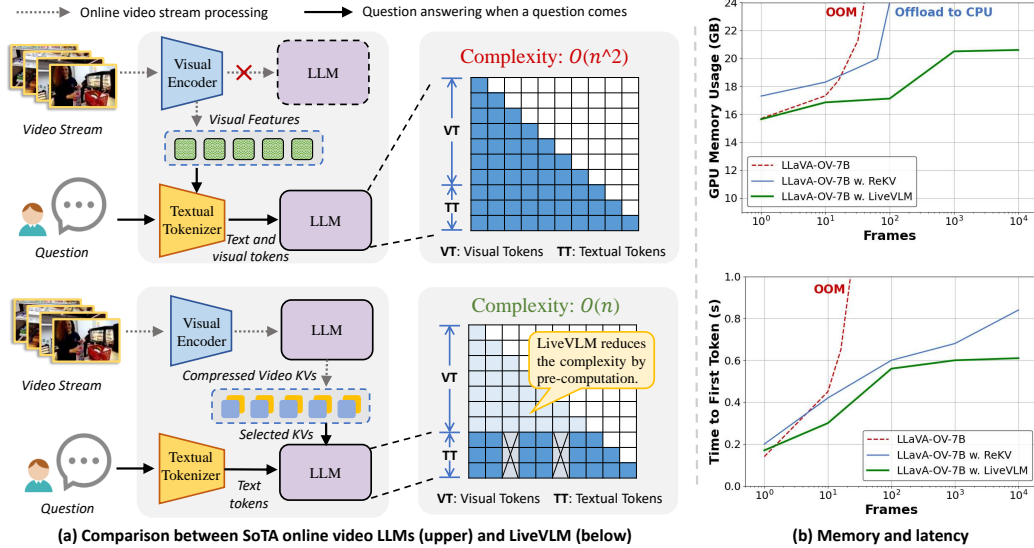 Online video stream processing
Question answering when a question comes
Video Stream
Visual
Encoder
LLM
Visual Features
Question
Textual
Tokenizer
Text and
visual tokens
LLM
Complexity: O(n^2)
VT
TT
VT: Visual Tokens TT: Textual Tokens
Video Stream
Visual
Encoder
LLM
Compressed Video KVs
Selected KVs
Question
Textual
Tokenizer
Text
tokens
LLM
Complexity: O(n)
LiveVLM reduces
the complexity by
pre-computation.
VT
TT
VT: Visual Tokens TT: Textual Tokens
(a) Comparison between SoTA online video LLMs (upper) and LiveVLM (below)
GPU Memory Usage (GB)
24
22
20
18
16
14
12
10
OOM
Offload to CPU
LLaVA-OV-7B
LLavA-OV-7B w. ReKV
LLavA-OV-7B w. LiveVLM
10^0
10^1
10^2
10^3
10^4
Frames
Time to First Token (s)
1.0
0.8
0.6
0.4
0.2
0.0
OOM
LLaVA-OV-7B
LLavA-OV-7B w. ReKV
LLavA-OV-7B w. LiveVLM
10^0
10^1
10^2
10^3
10^4
Frames
(b) Memory and latency